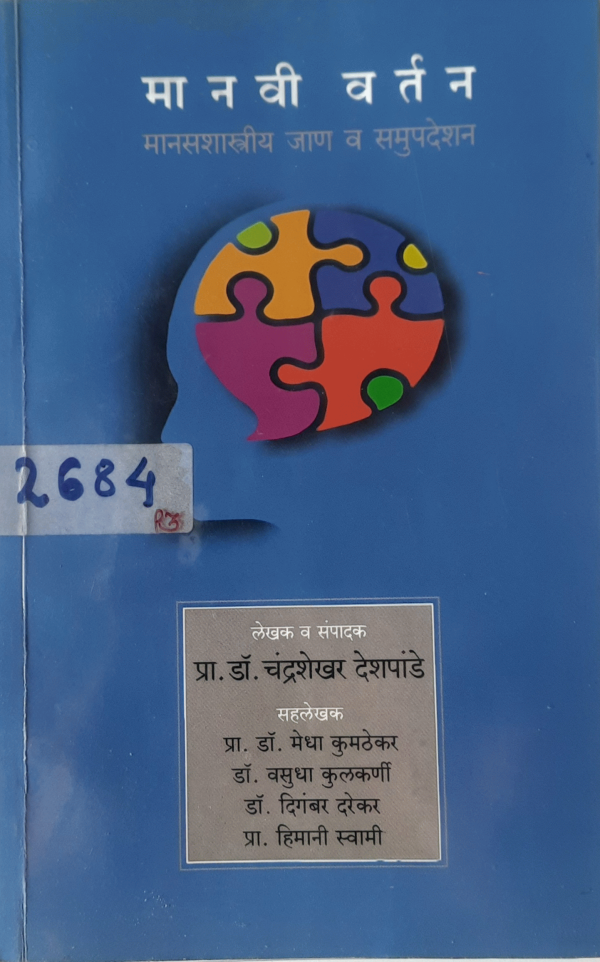 मानवी वर्तन
मानसशास्त्रीय जाण व समुपदेशन
2684
लेखक व संपादक
प्रा. डॉ. चंद्रशेखर देशपांडे
सहलेखक
प्रा. डॉ. मेधा कुमठेकर
डॉ. वसुधा कुलकर्णी
डॉ. दिगंबर दरेकर
प्रा. हिमानी स्वामी